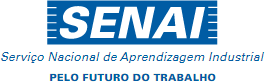 SENAI
Serviço Nacional de Aprendizagem Industrial
PELO FUTURO DO TRABALHO